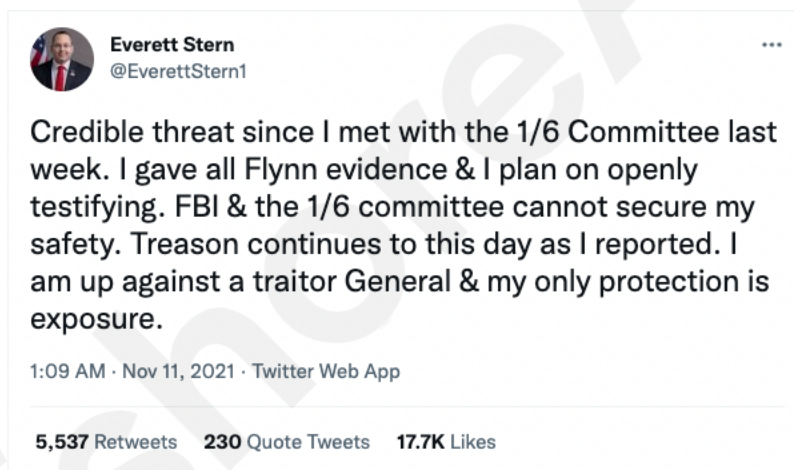 Everett Stern
@EverettStern1
Credible threat since I met with the 1/6 Committee last
week. I gave all Flynn evidence & I plan on openly
testifying. FBI & the 1/6 committee cannot secure my
safety. Treason continues to this day as I reported. I
am up against a traitor General & my only protection is
exposure.
1:09 AM · Nov 11, 2021 · Twitter Web App
5,537 Retweets 230 Quote Tweets 17.7K Likes